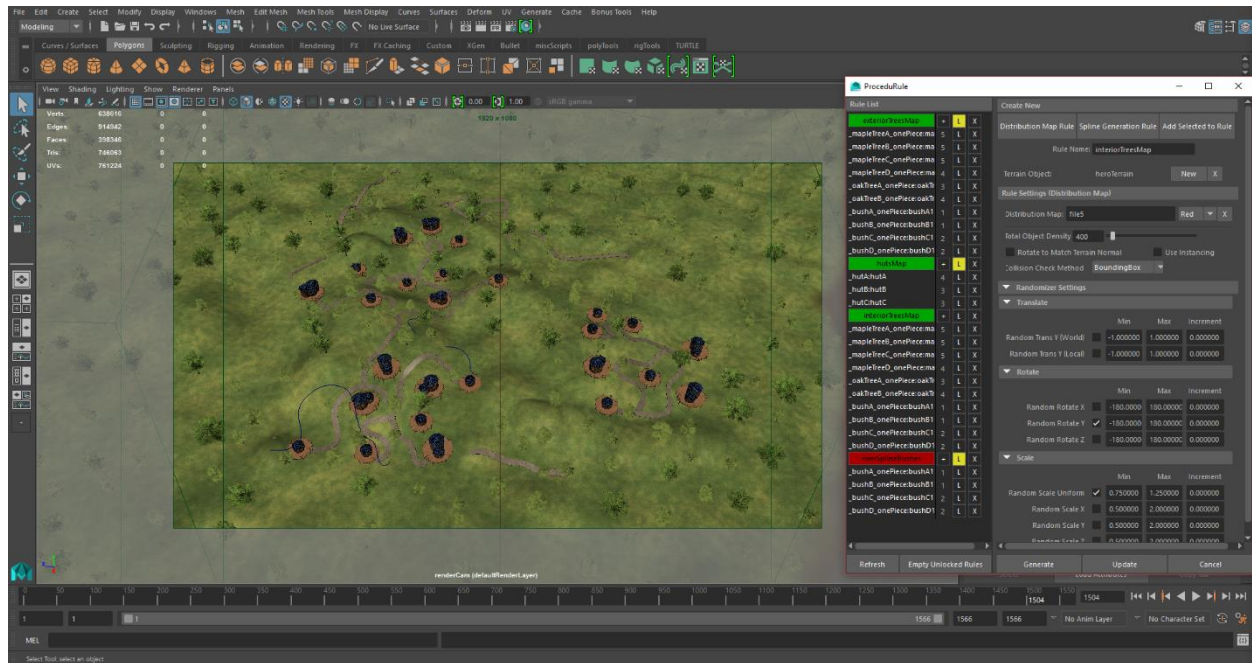 File Edit Create Select Modify Display Windows Mesh Edit Mesh Mesh Tools Mesh Display Curves Surfaces Deform UV Generate Cache Bonus Tools Help
Modeling No Live Surface
Curves / Surfaces Polygons Sculpting Rigging Animation Rendering FX FX Caching Custom XGen Bullet miscScripts polyTools rigTools TURTLE
View Shading Lighting Show Renderer Panels
0.00 1.00 sRGB gamma
1920 x 1080
Verts: 638616 0 0
Edges: 914942 0 0
Faces: 398346 0 0
Tris: 746063 0 0
UVs: 761224 0 0
renderCam (defaultRenderLayer)
ProceduRule
Rule List
exteriorTreesMap + L X
_mapleTreeA_onePiece:ma 5 L X
_mapleTreeB_onePiece:ma 5 L X
_mapleTreeC_onePiece:ma 5 L X
_mapleTreeD_onePiece:ma 4 L X
_oakTreeA_onePiece:oakTr 3 L X
_oakTreeB_onePiece:oakTr 4 L X
_bushA_onePiece:bushA1 1 L X
_bushB_onePiece:bushB1 1 L X
_bushC_onePiece:bushC1 2 L X
_bushD_onePiece:bushD1 2 L X
hutsMap + L X
_hutA:hutA 4 L X
_hutB:hutB 3 L X
_hutC:hutC 3 L X
interiorTreesMap + L X
_mapleTreeA_onePiece:ma 5 L X
_mapleTreeB_onePiece:ma 5 L X
_mapleTreeC_onePiece:ma 5 L X
_mapleTreeD_onePiece:ma 4 L X
_oakTreeA_onePiece:oakTr 3 L X
_oakTreeB_onePiece:oakTr 4 L X
_bushA_onePiece:bushA1 1 L X
_bushB_onePiece:bushB1 1 L X
_bushC_onePiece:bushC1 2 L X
_bushD_onePiece:bushD1 2 L X
+ L X
_bushA_onePiece:bushA1 1 L X
_bushB_onePiece:bushB1 1 L X
_bushC_onePiece:bushC1 2 L X
_bushD_onePiece:bushD1 2 L X
Refresh Empty Unlocked Rules
Create New
Distribution Map Rule Spline Generation Rule Add Selected to Rule
Rule Name: interiorTreesMap
Terrain Object: heroTerrain New X
Rule Settings (Distribution Map)
Distribution Map: file5 Red X
Total Object Density 400
Rotate to Match Terrain Normal Use Instancing
Collision Check Method BoundingBox
Randomizer Settings
Translate
Min Max Increment
Random Trans Y (World) -1.000000 1.000000 0.000000
Random Trans Y (Local) -1.000000 1.000000 0.000000
Rotate
Min Max Increment
Random Rotate X -180.0000 180.00000 0.000000
Random Rotate Y -180.0000 180.00000 0.000000
Random Rotate Z -180.0000 180.00000 0.000000
Scale
Min Max Increment
Random Scale Uniform 0.750000 1.250000 0.000000
Random Scale X 0.500000 2.000000 0.000000
Random Scale Y 0.500000 2.000000 0.000000
Random Scale Z 0.500000 2.000000 0.000000
Generate Update Cancel
0 50 100 150 200 250 300 350 400 450 500 550 600 650 700 750 800 850 900 950 1000 1050 1100 1150 1200 1250 1300 1350 1400 1450 1500 1550
1504 1504
1 1 1 1566 1566 1566 No Anim Layer No Character Set
MEL
Select Tool: select an object